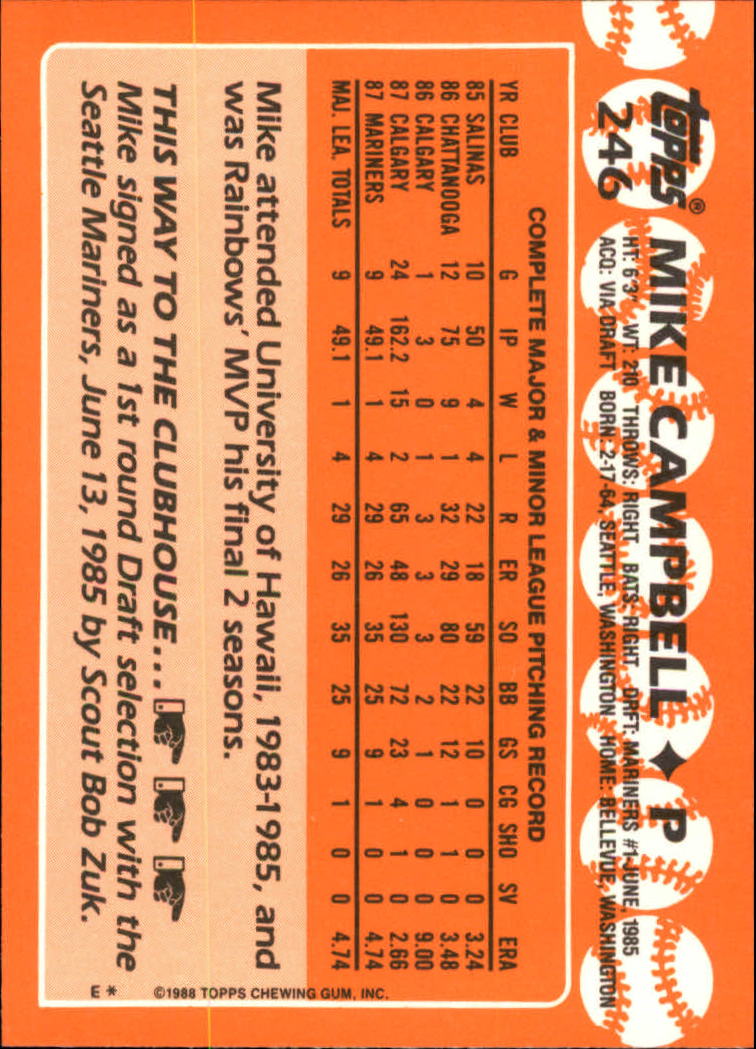 topps®
246
MIKE CAMPBELL ✦ P
HT: 6'3" WT: 210 THROWS: RIGHT BATS: RIGHT DRFT: MARINERS #1-JUNE, 1985
ACQ: VIA DRAFT BORN: 2-17-64, SEATTLE, WASHINGTON HOME: BELLEVUE, WASHINGTON
COMPLETE MAJOR & MINOR LEAGUE PITCHING RECORD
YR CLUB G IP W L R ER SO BB GS CG SHO SV ERA
85 SALINAS 10 50 4 4 22 18 59 22 10 0 0 0 3.24
86 CHATTANOOGA 12 75 9 1 32 29 80 22 12 1 1 0 3.48
86 CALGARY 1 3 0 1 3 3 3 2 1 0 0 0 9.00
87 CALGARY 24 162.2 15 2 65 48 130 72 23 4 1 0 2.66
87 MARINERS 9 49.1 1 4 29 26 35 25 9 1 0 0 4.74
MAJ. LEA. TOTALS 9 49.1 1 4 29 26 35 25 9 1 0 0 4.74
Mike attended University of Hawaii, 1983-1985, and
was Rainbows' MVP his final 2 seasons.
THIS WAY TO THE CLUBHOUSE...
Mike signed as a 1st round Draft selection with the
Seattle Mariners, June 13, 1985 by Scout Bob Zuk.
©1988 TOPPS CHEWING GUM, INC.
E *